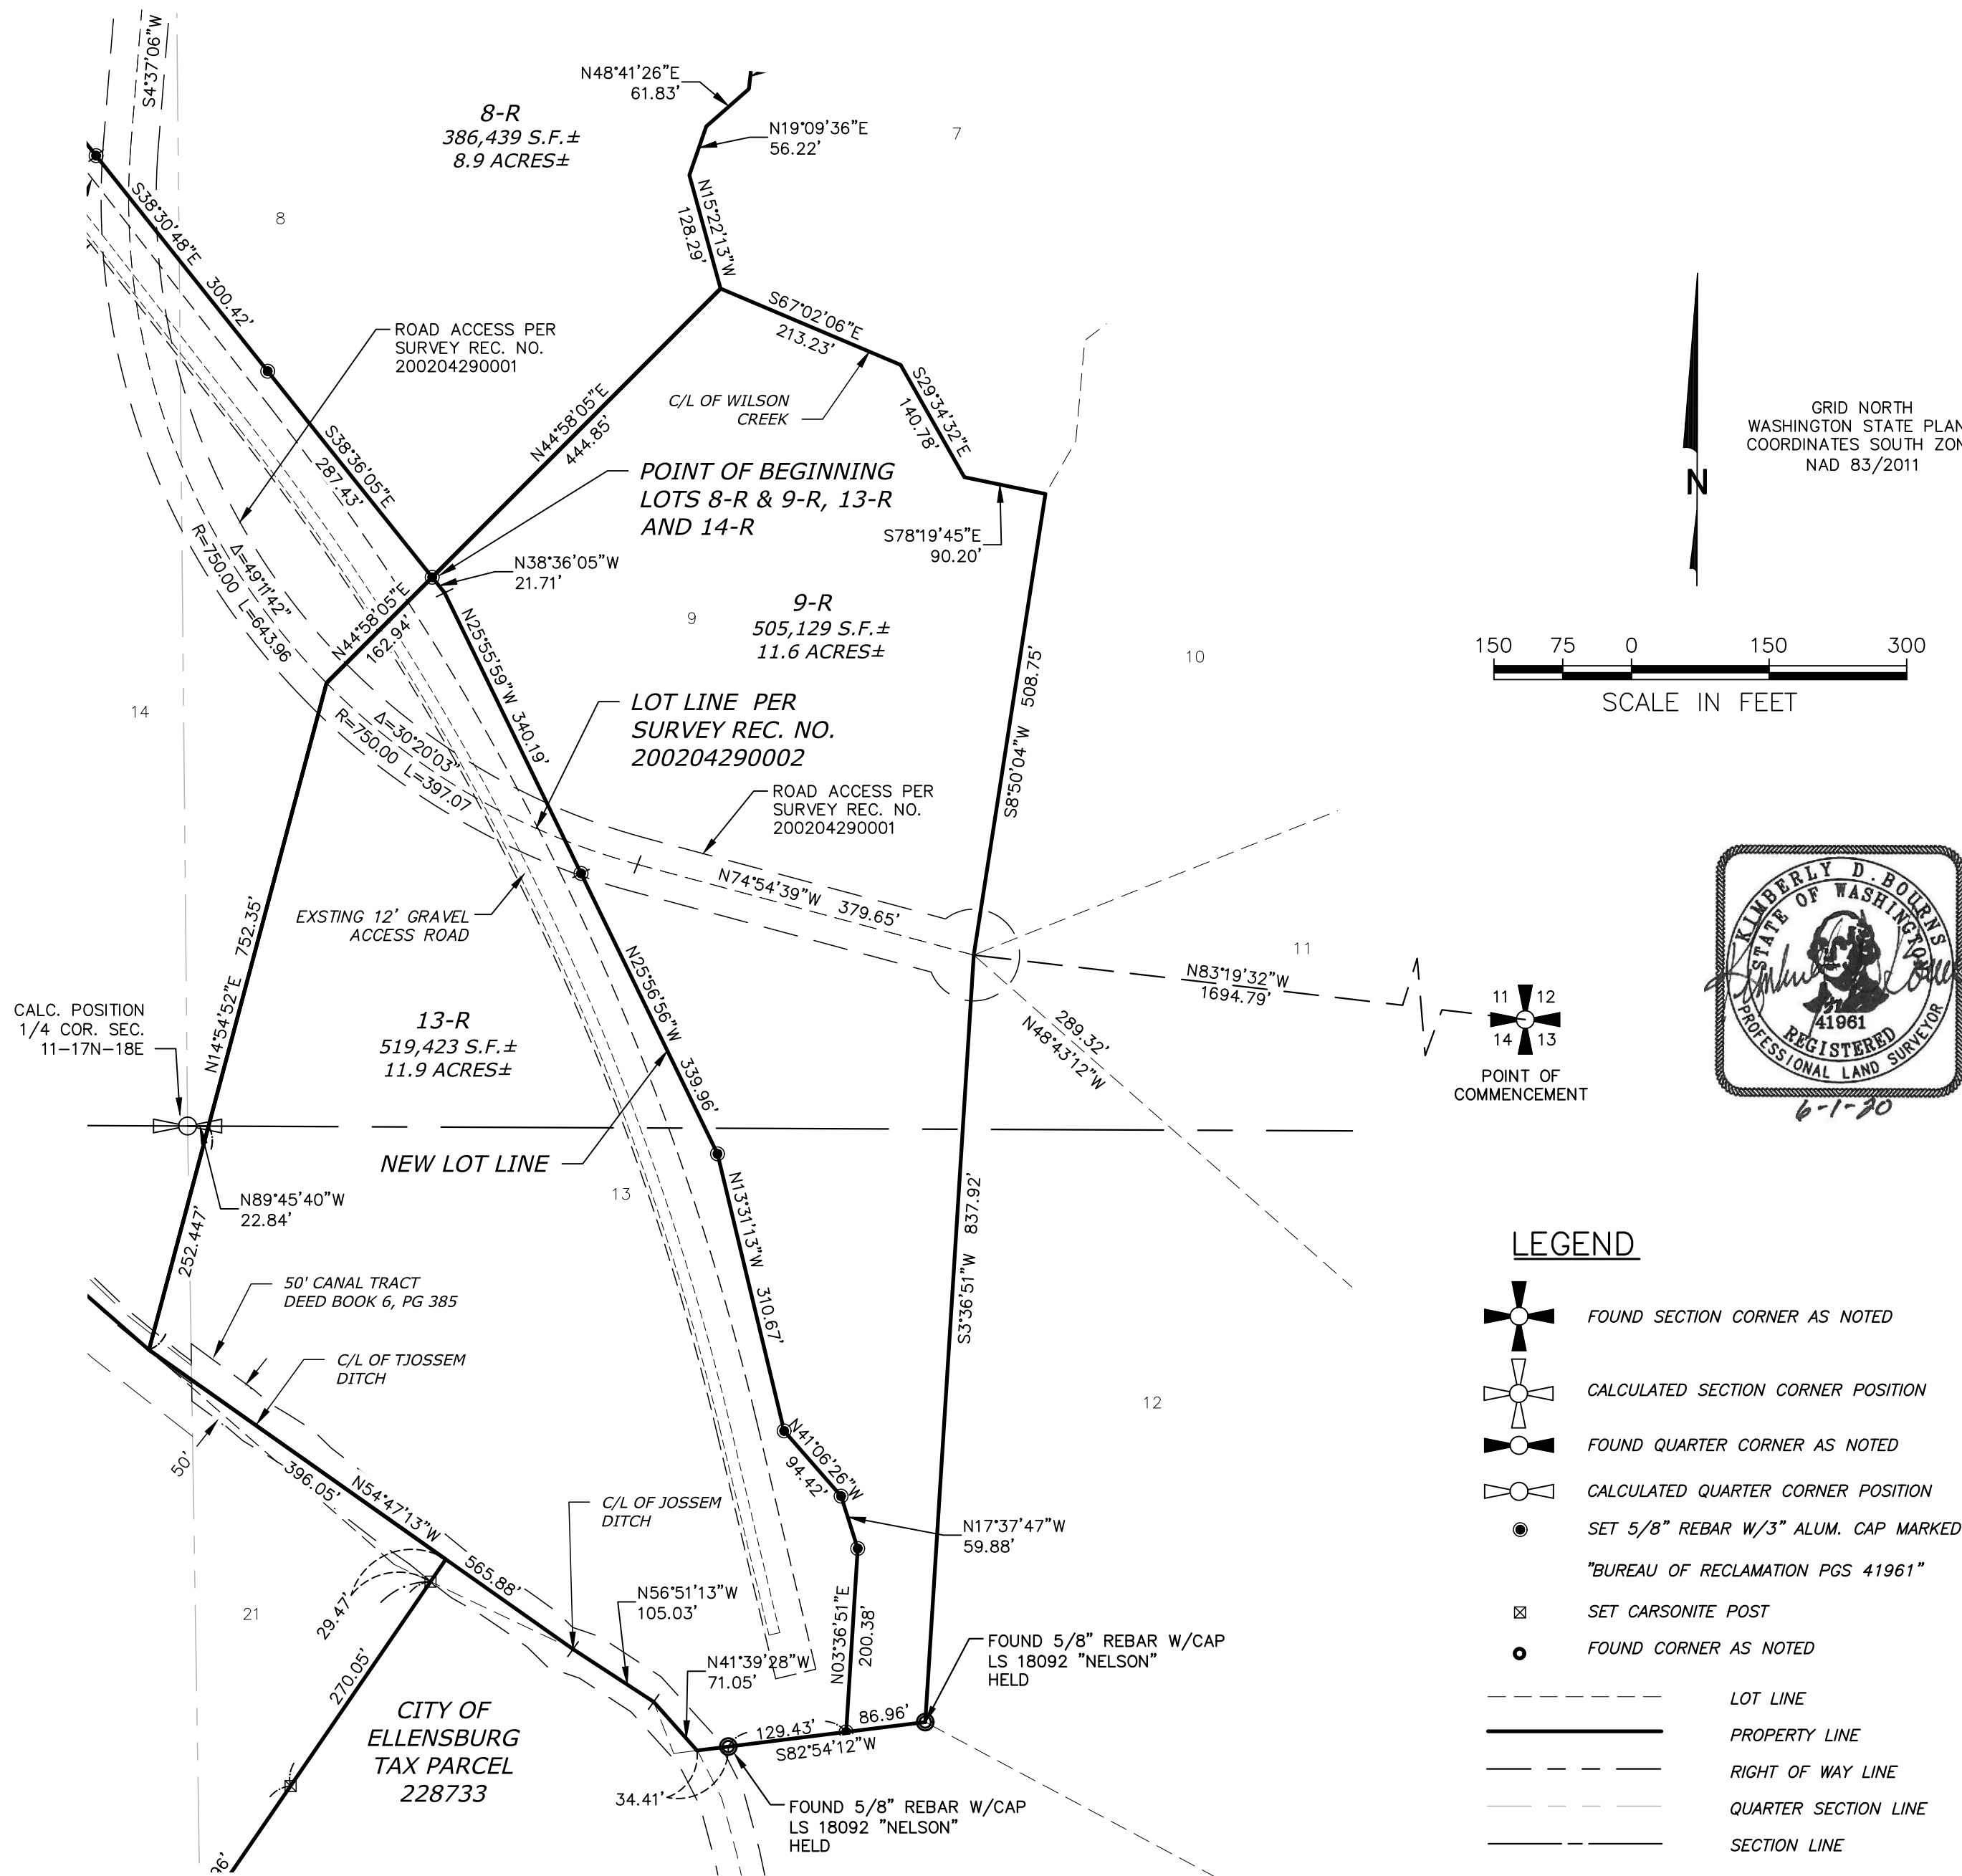 S4°37'06"W
N48°41'26"E
61.83'
8-R
386,439 S.F.±
8.9 ACRES±
N19°09'36"E
56.22'
7
8
S38°30'48"E 300.42'
N15°22'13"W
128.29'
ROAD ACCESS PER
SURVEY REC. NO.
200204290001
S67°02'06"E
213.23'
C/L OF WILSON
CREEK
S29°34'32"E
140.78'
N44°58'05"E
444.85'
S38°36'05"E
287.43'
POINT OF BEGINNING
LOTS 8-R & 9-R, 13-R
AND 14-R
S78°19'45"E
90.20'
GRID NORTH
WASHINGTON STATE PLAN
COORDINATES SOUTH ZON
NAD 83/2011
N
Δ=49°11'42"
R=750.00 L=643.96
N38°36'05"W
21.71'
N44°58'05"E
162.94'
9
9-R
505,129 S.F.±
11.6 ACRES±
10
150 75 0 150 300
SCALE IN FEET
14
N25°55'59"W 340.19'
LOT LINE PER
SURVEY REC. NO.
200204290002
S8°50'04"W 508.75'
Δ=30°20'03"
R=750.00 L=397.07
ROAD ACCESS PER
SURVEY REC. NO.
200204290001
N74°54'39"W 379.65'
EXSTING 12' GRAVEL
ACCESS ROAD
N14°54'52"E 752.35'
11
N83°19'32"W
1694.79'
11 12
14 13
POINT OF
COMMENCEMENT
KIMBERLY D. BOURNS
STATE OF WASHINGTON
41961
REGISTERED
PROFESSIONAL LAND SURVEYOR
6-1-20
CALC. POSITION
1/4 COR. SEC.
11-17N-18E
13-R
519,423 S.F.±
11.9 ACRES±
N25°56'56"W 339.96'
289.32'
N48°43'12"W
NEW LOT LINE
13
N89°45'40"W
22.84'
252.447'
N13°31'13"W 310.67'
S3°36'51"W 837.92'
50' CANAL TRACT
DEED BOOK 6, PG 385
C/L OF TJOSSEM
DITCH
12
50'
396.05'
N54°47'13"W
565.88'
N41°06'26"W
94.42'
C/L OF JOSSEM
DITCH
N17°37'47"W
59.88'
29.47'
21
N56°51'13"W
105.03'
N03°36'51"E
200.38'
270.05'
N41°39'28"W
71.05'
FOUND 5/8" REBAR W/CAP
LS 18092 "NELSON"
HELD
CITY OF
ELLENSBURG
TAX PARCEL
228733
129.43'
86.96'
S82°54'12"W
34.41'
FOUND 5/8" REBAR W/CAP
LS 18092 "NELSON"
HELD
96'
LEGEND
FOUND SECTION CORNER AS NOTED
CALCULATED SECTION CORNER POSITION
FOUND QUARTER CORNER AS NOTED
CALCULATED QUARTER CORNER POSITION
SET 5/8" REBAR W/3" ALUM. CAP MARKED
"BUREAU OF RECLAMATION PGS 41961"
SET CARSONITE POST
FOUND CORNER AS NOTED
LOT LINE
PROPERTY LINE
RIGHT OF WAY LINE
QUARTER SECTION LINE
SECTION LINE